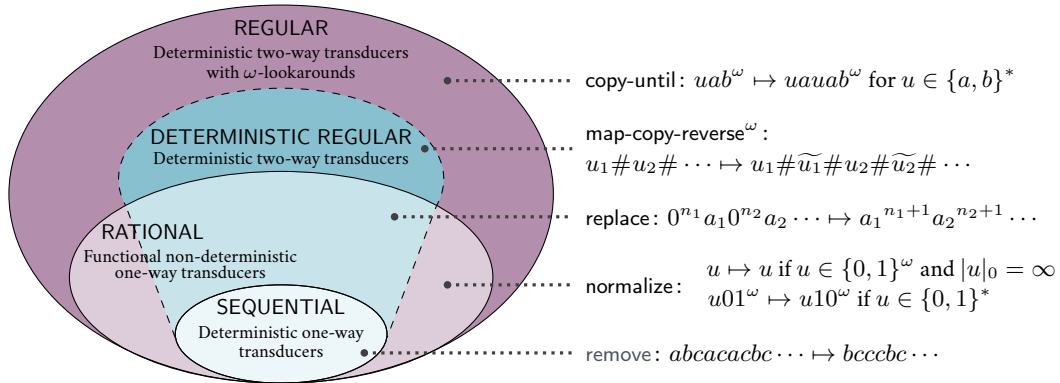 REGULAR
Deterministic two-way transducers
with ω-lookarounds
DETERMINISTIC REGULAR
Deterministic two-way transducers
RATIONAL
Functional non-deterministic
one-way transducers
SEQUENTIAL
Deterministic one-way
transducers
copy-until: uab^ω ↦ uauab^ω for u ∈ {a, b}^*
map-copy-reverse^ω :
u₁#u₂# ⋯ ↦ u₁#ũ₁#u₂#ũ₂# ⋯
replace: 0^{n₁}a₁0^{n₂}a₂ ⋯ ↦ a₁^{n₁+1}a₂^{n₂+1} ⋯
normalize: u ↦ u if u ∈ {0, 1}^ω and |u|₀ = ∞
u01^ω ↦ u10^ω if u ∈ {0, 1}^*
remove: abcacacbc ⋯ ↦ bcccbc ⋯